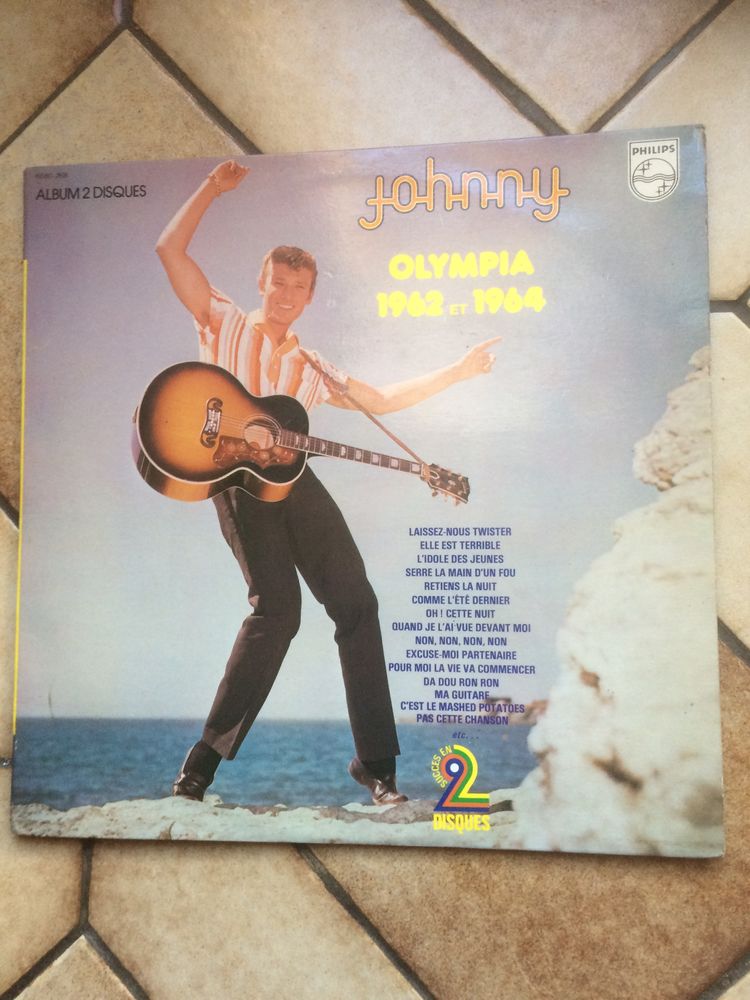 ALBUM 2 DISQUES
johnny
PHILIPS
OLYMPIA
1962 ET 1964
LAISSEZ-NOUS TWISTER
ELLE EST TERRIBLE
L'IDOLE DES JEUNES
SERRE LA MAIN D'UN FOU
RETIENS LA NUIT
COMME L'ÉTÉ DERNIER
OH ! CETTE NUIT
QUAND JE L'AI VUE DEVANT MOI
NON, NON, NON, NON
EXCUSE-MOI PARTENAIRE
POUR MOI LA VIE VA COMMENCER
DA DOU RON RON
MA GUITARE
C'EST LE MASHED POTATOES
PAS CETTE CHANSON
etc...
SUCCÈS EN
2
DISQUES